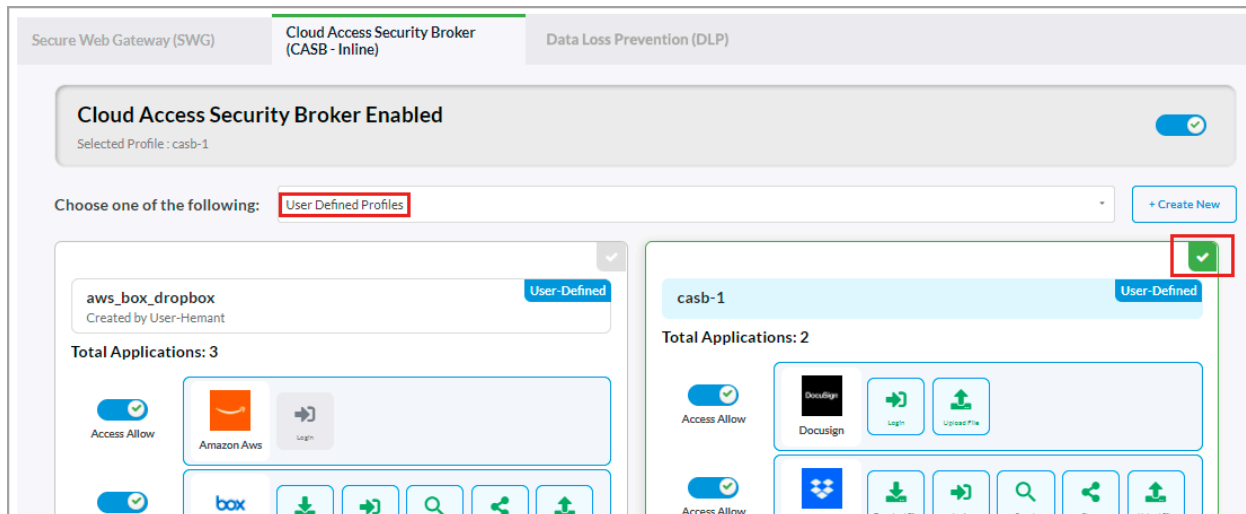 Secure Web Gateway (SWG)
Cloud Access Security Broker
(CASB - Inline)
Data Loss Prevention (DLP)
Cloud Access Security Broker Enabled
Selected Profile : casb-1
Choose one of the following:
User Defined Profiles
+ Create New
User-Defined
aws_box_dropbox
Created by User-Hemant
Total Applications: 3
Access Allow
Amazon Aws
Login
box
User-Defined
casb-1
Total Applications: 2
Access Allow
DocuSign
Docusign
Login
Upload File
Access Allow